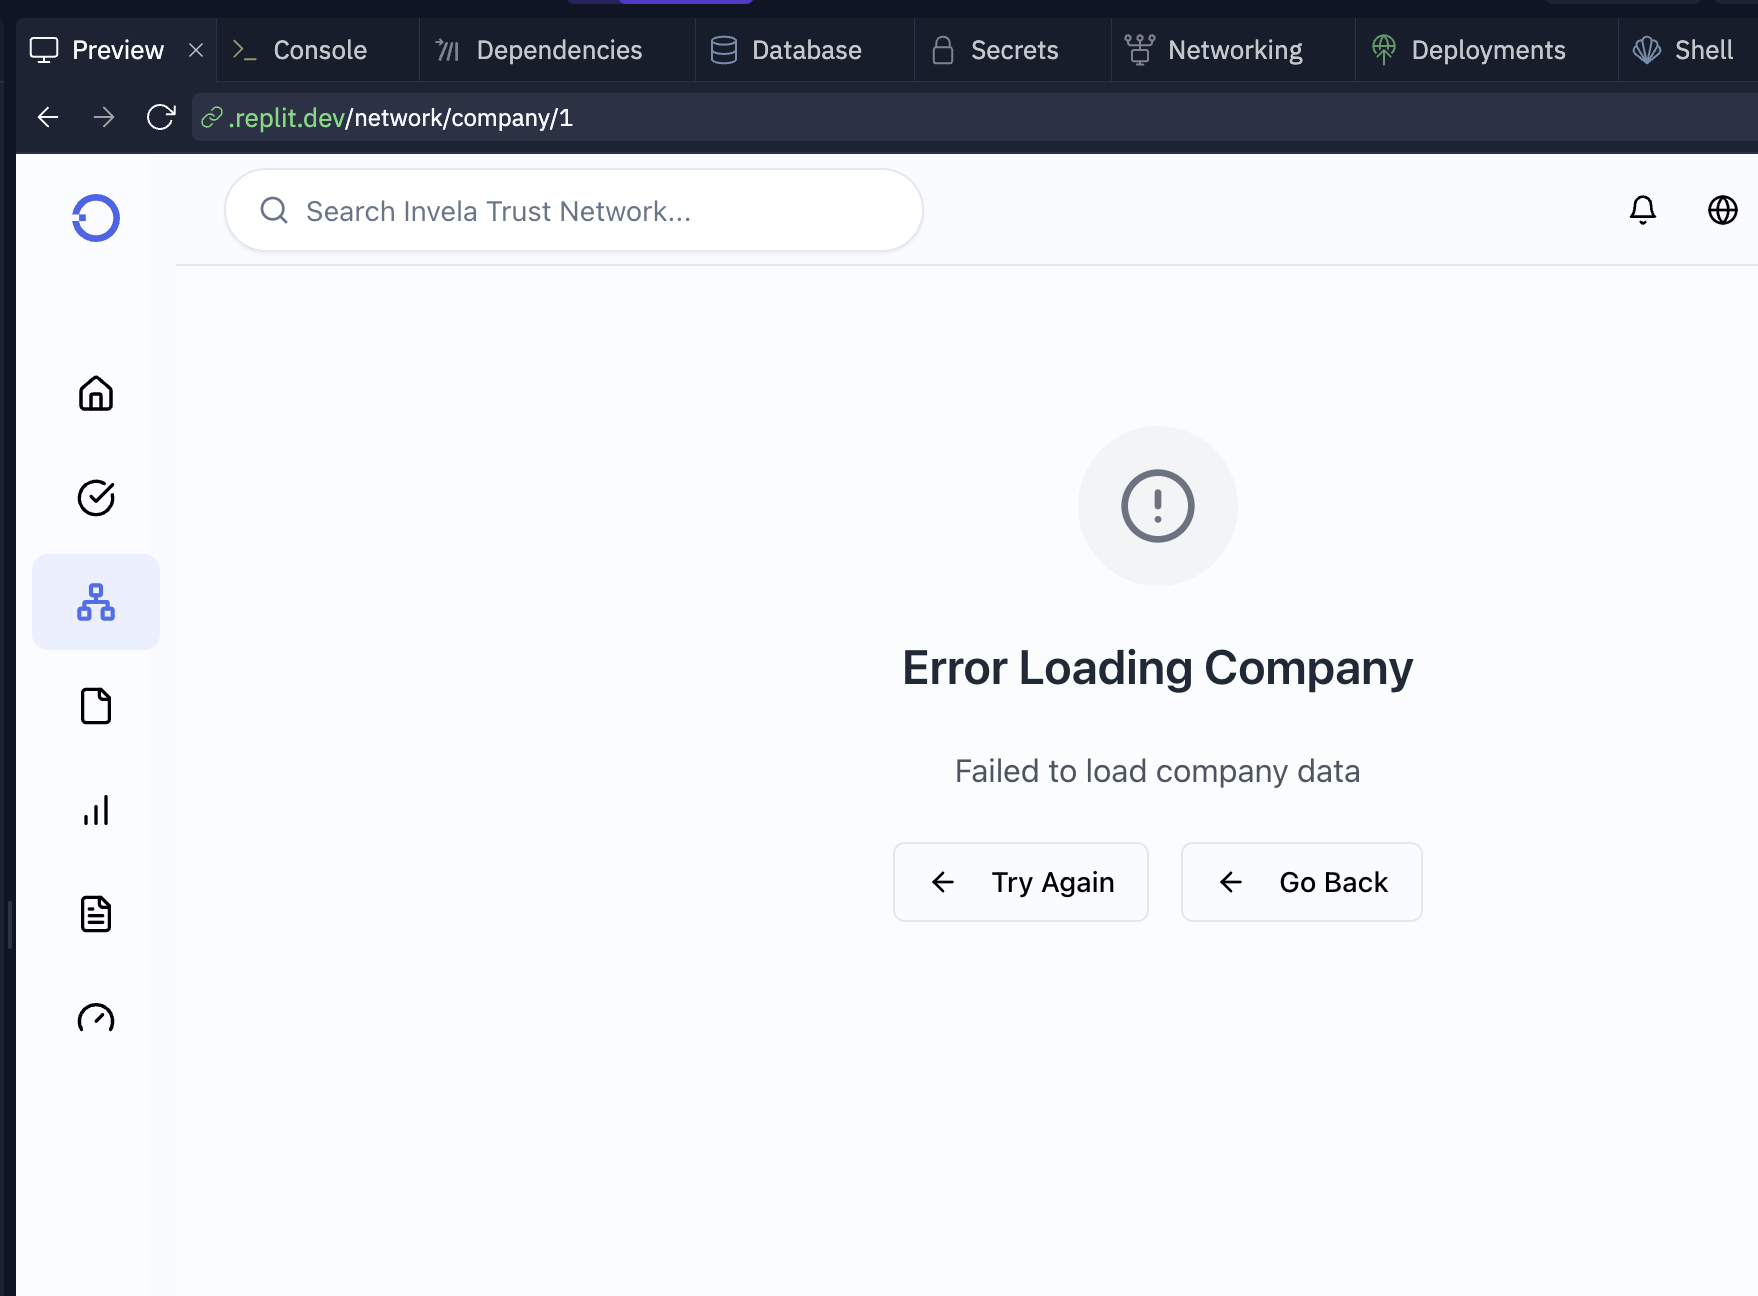 Preview
Console
Dependencies
Database
Secrets
Networking
Deployments
Shell
.replit.dev/network/company/1
Search Invela Trust Network...
Error Loading Company
Failed to load company data
Try Again
Go Back